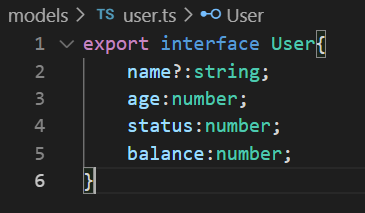 models > TS user.ts > User
1 export interface User{
2 name?:string;
3 age:number;
4 status:number;
5 balance:number;
6 }